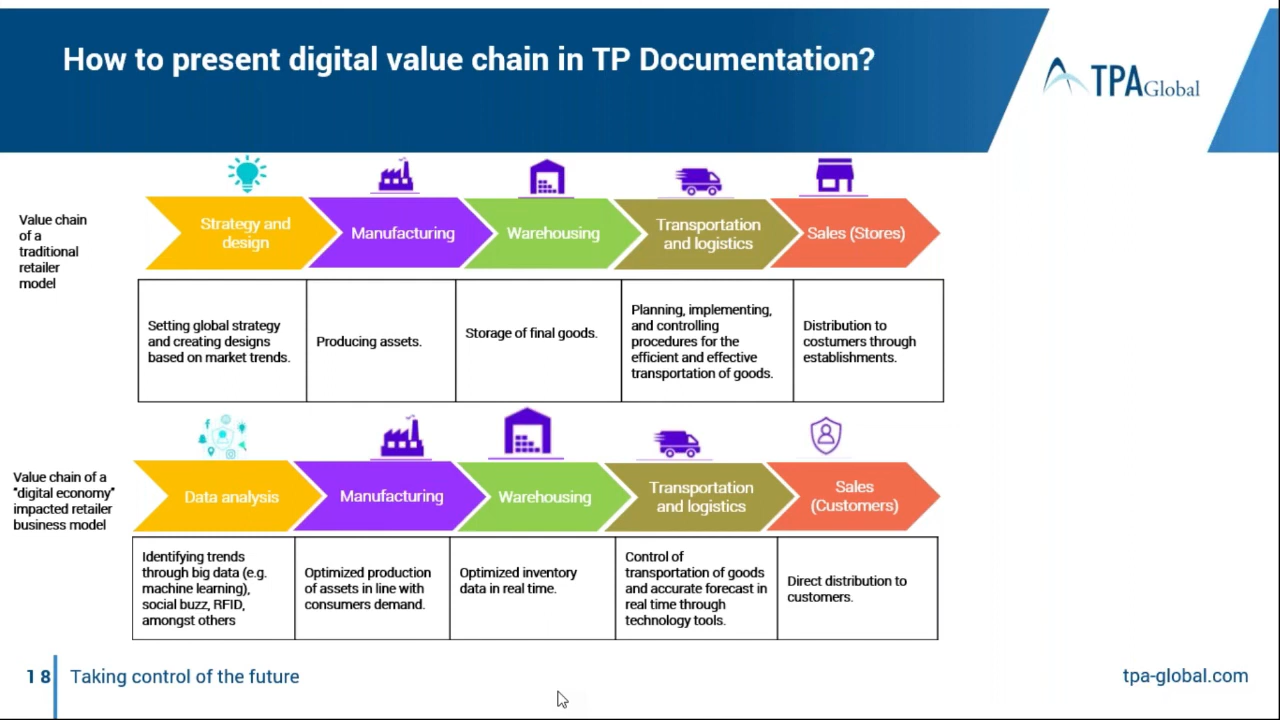 How to present digital value chain in TP Documentation?
TPA Global
Value chain
of a
traditional
retailer
model
Strategy and
design
Manufacturing
Warehousing
Transportation
and logistics
Sales (Stores)
Setting global strategy
and creating designs
based on market trends.
Producing assets.
Storage of final goods.
Planning, implementing,
and controlling
procedures for the
efficient and effective
transportation of goods.
Distribution to
costumers through
establishments.
Value chain of a
"digital economy"
impacted retailer
business model
Data analysis
Manufacturing
Warehousing
Transportation
and logistics
Sales
(Customers)
Identifying trends
through big data (e.g.
machine learning),
social buzz, RFID,
amongst others
Optimized production
of assets in line with
consumers demand.
Optimized inventory
data in real time.
Control of
transportation of goods
and accurate forecast in
real time through
technology tools.
Direct distribution to
customers.
18 Taking control of the future
tpa-global.com